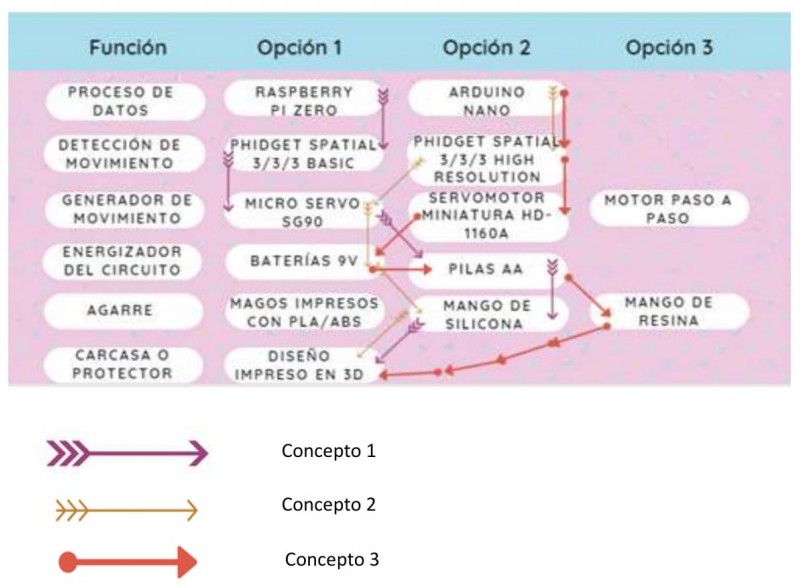 Función Opción 1 Opción 2 Opción 3
PROCESO DE
DATOS
RASPBERRY
PI ZERO
ARDUINO
NANO
DETECCIÓN DE
MOVIMIENTO
PHIDGET SPATIAL
3/3/3 BASIC
PHIDGET SPATIAL
3/3/3 HIGH
RESOLUTION
GENERADOR DE
MOVIMIENTO
MICRO SERVO
SG90
SERVOMOTOR
MINIATURA HD-
1160A
MOTOR PASO A
PASO
ENERGIZADOR
DEL CIRCUITO
BATERÍAS 9V
PILAS AA
AGARRE
MAGOS IMPRESOS
CON PLA/ABS
MANGO DE
SILICONA
MANGO DE
RESINA
CARCASA O
PROTECTOR
DISEÑO
IMPRESO EN 3D
Concepto 1
Concepto 2
Concepto 3